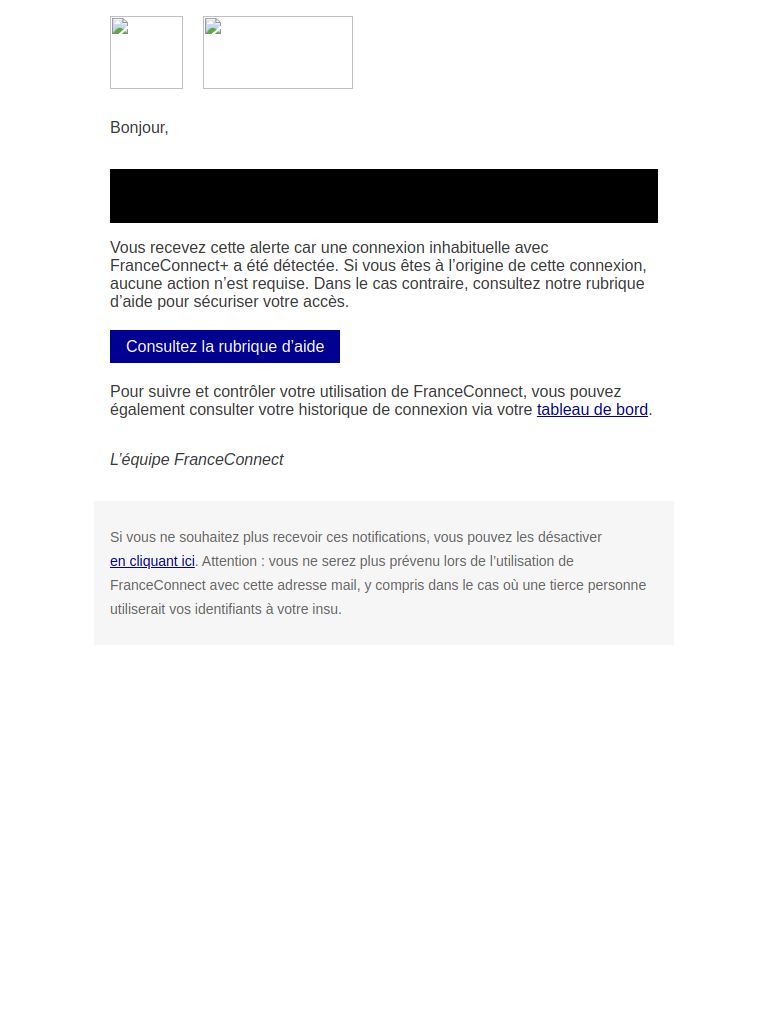 Bonjour,
Vous recevez cette alerte car une connexion inhabituelle avec
FranceConnect+ a été détectée. Si vous êtes à l’origine de cette connexion,
aucune action n’est requise. Dans le cas contraire, consultez notre rubrique
d’aide pour sécuriser votre accès.
Consultez la rubrique d’aide
Pour suivre et contrôler votre utilisation de FranceConnect, vous pouvez
également consulter votre historique de connexion via votre tableau de bord.
L’équipe FranceConnect
Si vous ne souhaitez plus recevoir ces notifications, vous pouvez les désactiver
en cliquant ici. Attention : vous ne serez plus prévenu lors de l’utilisation de
FranceConnect avec cette adresse mail, y compris dans le cas où une tierce personne
utiliserait vos identifiants à votre insu.